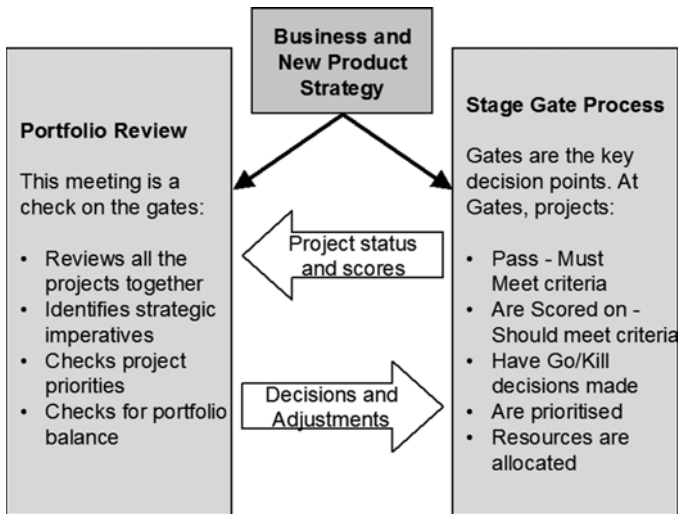 Business and
New Product
Strategy
Portfolio Review
This meeting is a
check on the gates:
• Reviews all the
projects together
• Identifies strategic
imperatives
• Checks project
priorities
• Checks for portfolio
balance
Project status
and scores
Decisions and
Adjustments
Stage Gate Process
Gates are the key
decision points. At
Gates, projects:
• Pass - Must
Meet criteria
• Are Scored on -
Should meet criteria
• Have Go/Kill
decisions made
• Are prioritised
• Resources are
allocated